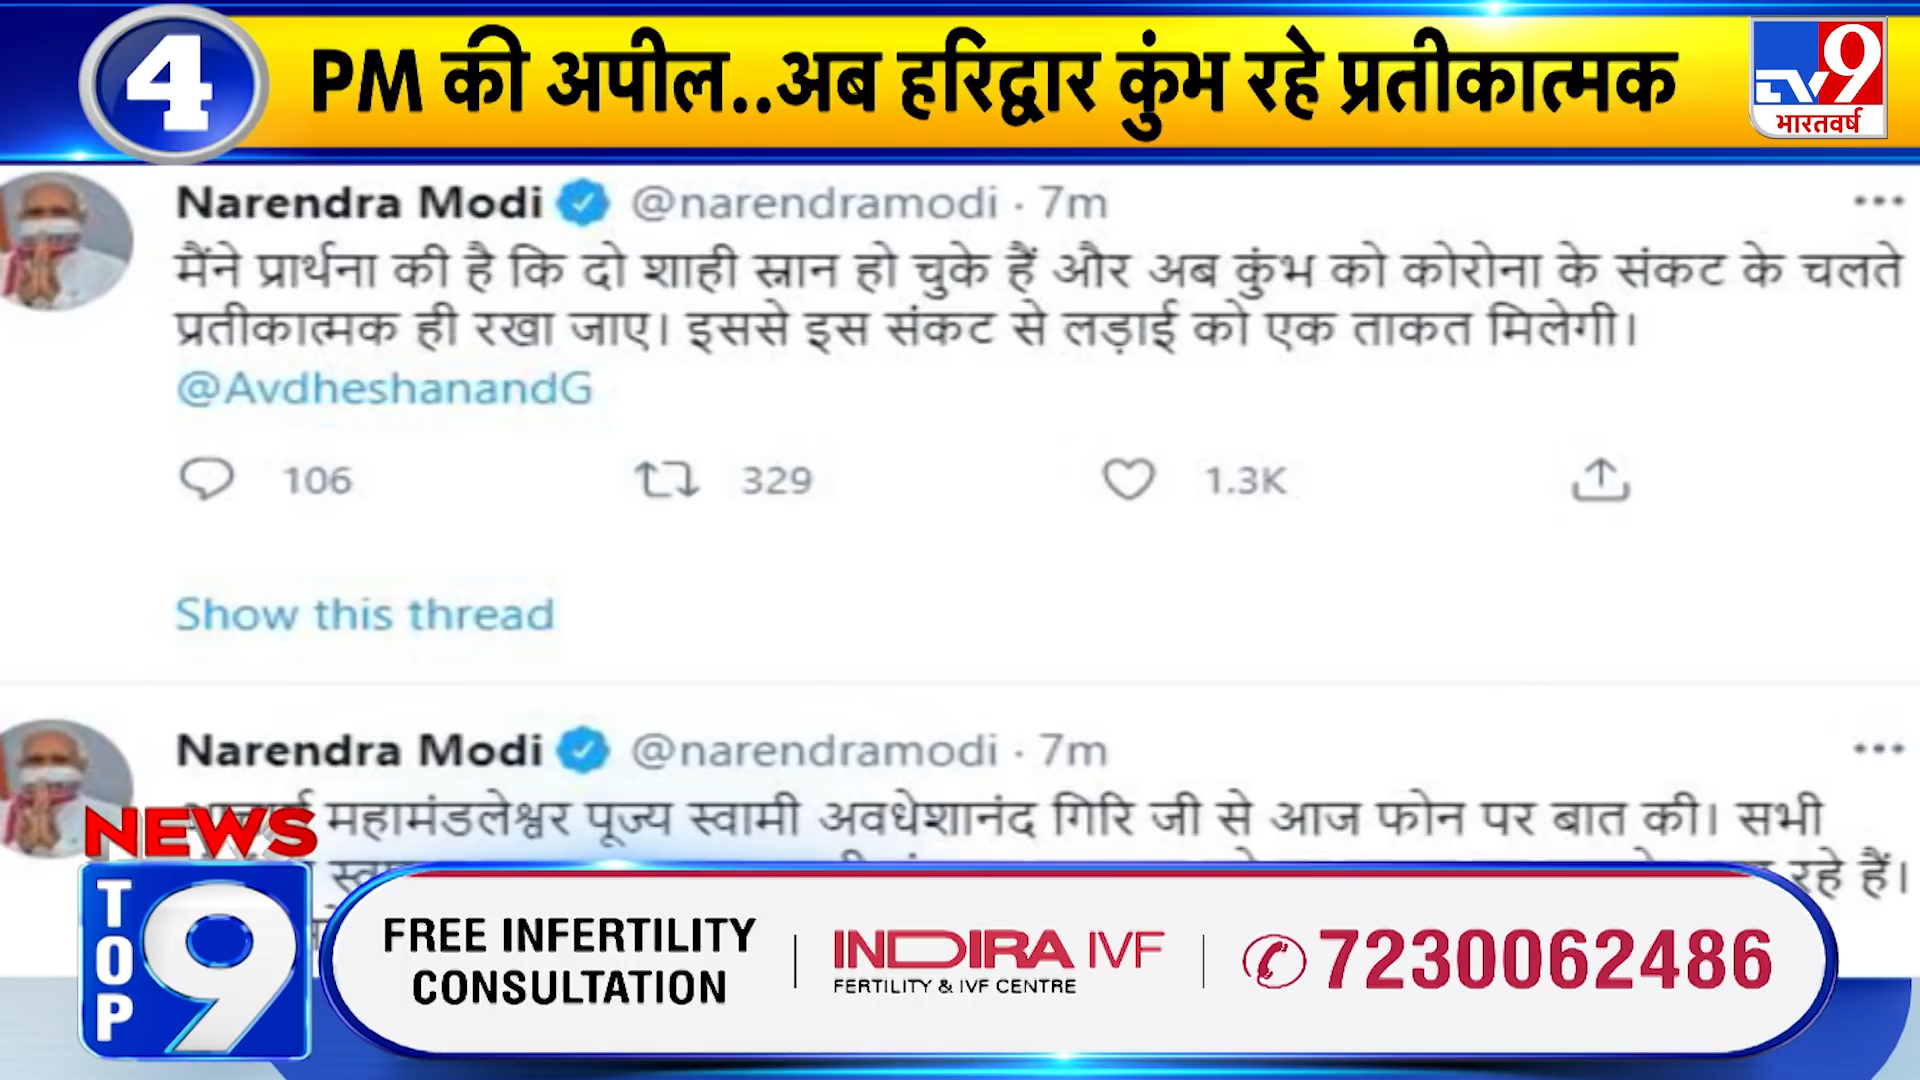 4
PM की अपील..अब हरिद्वार कुंभ रहे प्रतीकात्मक
TV9
भारतवर्ष
Narendra Modi @narendramodi · 7m
मैंने प्रार्थना की है कि दो शाही स्नान हो चुके हैं और अब कुंभ को कोरोना के संकट के चलते
प्रतीकात्मक ही रखा जाए। इससे इस संकट से लड़ाई को एक ताकत मिलेगी।
@AvdheshanandG
106 329 1.3K
Show this thread
Narendra Modi @narendramodi · 7m
महामंडलेश्वर पूज्य स्वामी अवधेशानंद गिरि जी से आज फोन पर बात की। सभी
रहे हैं।
NEWS
TOP
9
FREE INFERTILITY
CONSULTATION
INDIRA IVF
FERTILITY & IVF CENTRE
7230062486